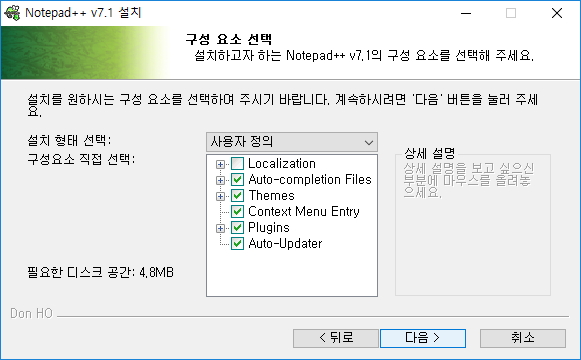 Notepad++ v7.1 설치
구성 요소 선택
설치하고자 하는 Notepad++ v7.1의 구성 요소를 선택해 주세요.
설치를 원하시는 구성 요소를 선택하여 주시기 바랍니다. 계속하시려면 '다음' 버튼을 눌러 주세
요.
설치 형태 선택:
사용자 정의
구성요소 직접 선택:
Localization
Auto-completion Files
Themes
Context Menu Entry
Plugins
Auto-Updater
상세 설명
상세 설명을 보고 싶으신
부분에 마우스를 올려놓
으세요.
필요한 디스크 공간: 4.8MB
Don HO
< 뒤로
다음 >
취소